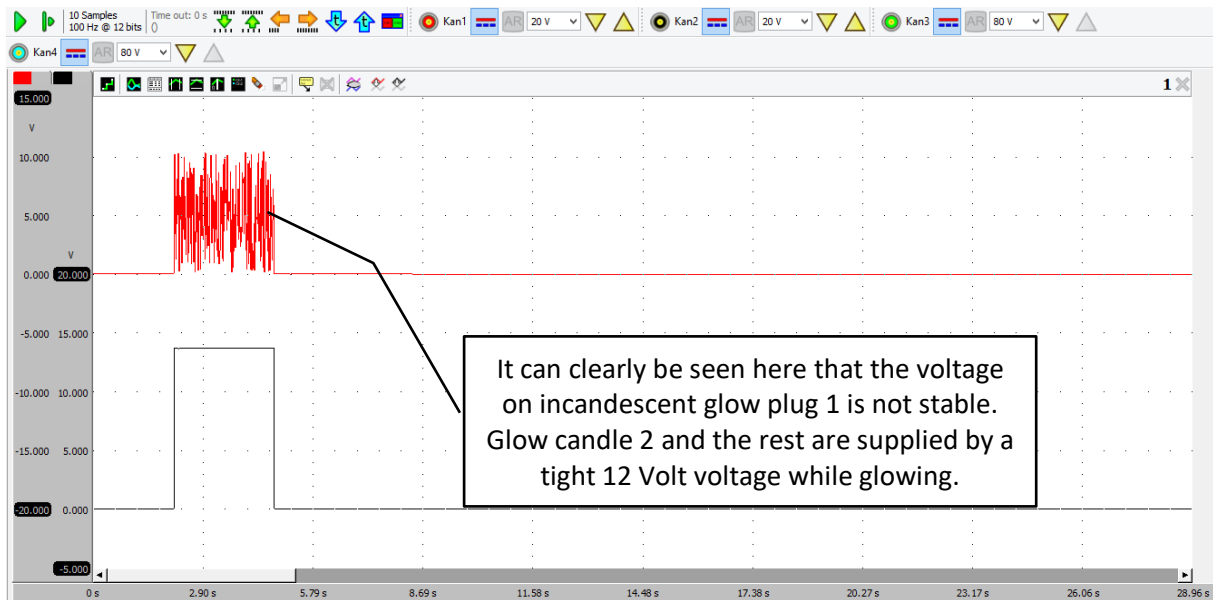 10 Samples
100 Hz @ 12 bits
Time out: 0 s
()
Kan1 AR 20 V
Kan2 AR 20 V
Kan3 AR 80 V
Kan4 AR 80 V
1
15.000
V
10.000
5.000
V
0.000 20.000
-5.000 15.000
-10.000 10.000
-15.000 5.000
-20.000 0.000
-5.000
It can clearly be seen here that the voltage
on incandescent glow plug 1 is not stable.
Glow candle 2 and the rest are supplied by a
tight 12 Volt voltage while glowing.
0 s 2.90 s 5.79 s 8.69 s 11.58 s 14.48 s 17.38 s 20.27 s 23.17 s 26.06 s 28.96 s